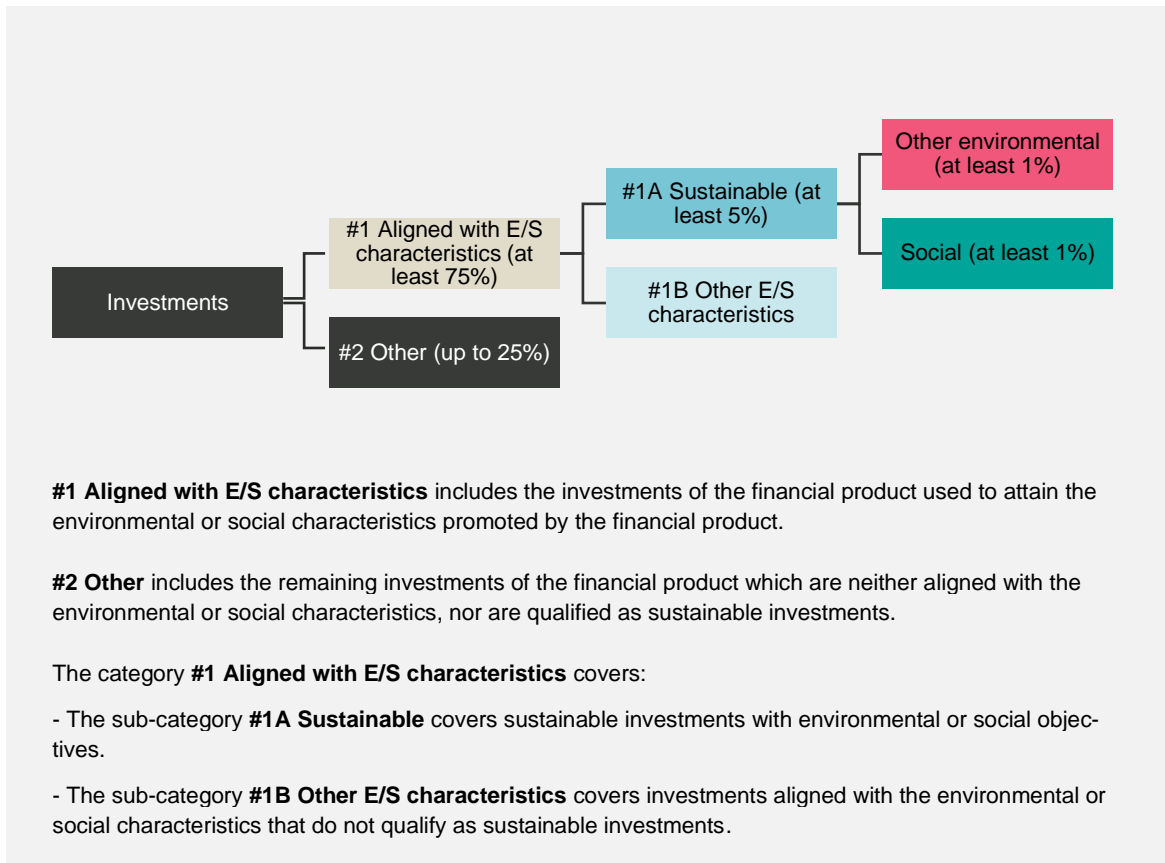 Other environmental
(at least 1%)
#1A Sustainable (at
least 5%)
#1 Aligned with E/S
characteristics (at
least 75%)
Social (at least 1%)
Investments
#1B Other E/S
characteristics
#2 Other (up to 25%)
#1 Aligned with E/S characteristics includes the investments of the financial product used to attain the
environmental or social characteristics promoted by the financial product.
#2 Other includes the remaining investments of the financial product which are neither aligned with the
environmental or social characteristics, nor are qualified as sustainable investments.
The category #1 Aligned with E/S characteristics covers:
- The sub-category #1A Sustainable covers sustainable investments with environmental or social objec-
tives.
- The sub-category #1B Other E/S characteristics covers investments aligned with the environmental or
social characteristics that do not qualify as sustainable investments.